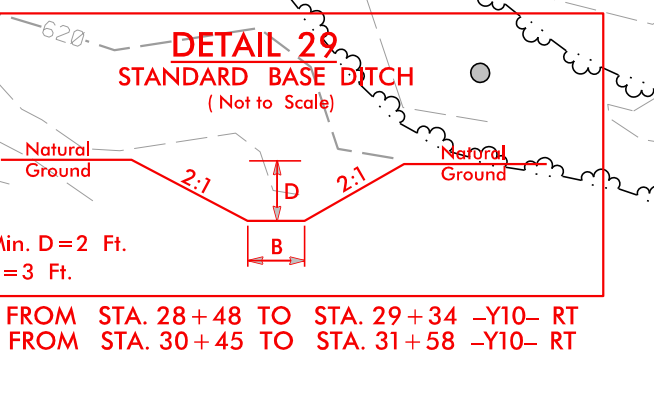 620
DETAIL 29
STANDARD BASE DITCH
( Not to Scale)
Natural
Ground
2:1
D
2:1
Natural
Ground
B
Min. D=2 Ft.
=3 Ft.
FROM STA. 28+48 TO STA. 29+34 –Y10– RT
FROM STA. 30+45 TO STA. 31+58 –Y10– RT